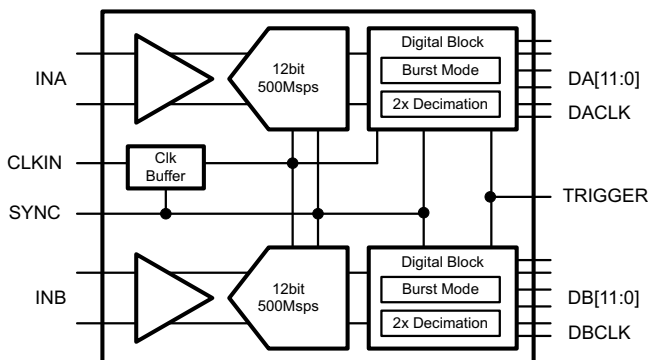 INA
12bit
500Msps
Digital Block
Burst Mode
2x Decimation
DA[11:0]
DACLK
CLKIN
Clk
Buffer
SYNC
TRIGGER
INB
12bit
500Msps
Digital Block
Burst Mode
2x Decimation
DB[11:0]
DBCLK